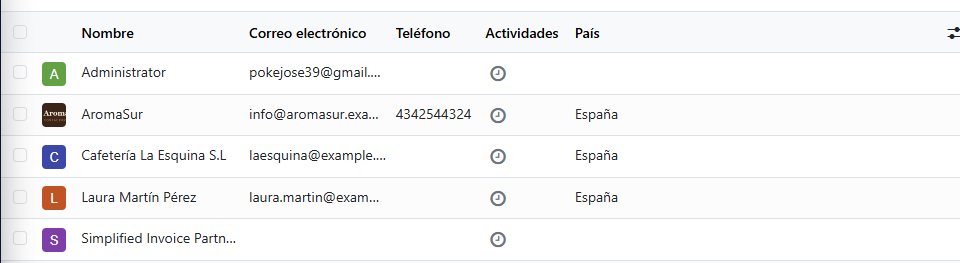 Nombre Correo electrónico Teléfono Actividades País
A Administrator pokejose39@gmail....
Aroma AromaSur info@aromasur.exa... 4342544324 España
C Cafetería La Esquina S.L laesquina@example.... España
L Laura Martín Pérez laura.martin@exam... España
S Simplified Invoice Partn...